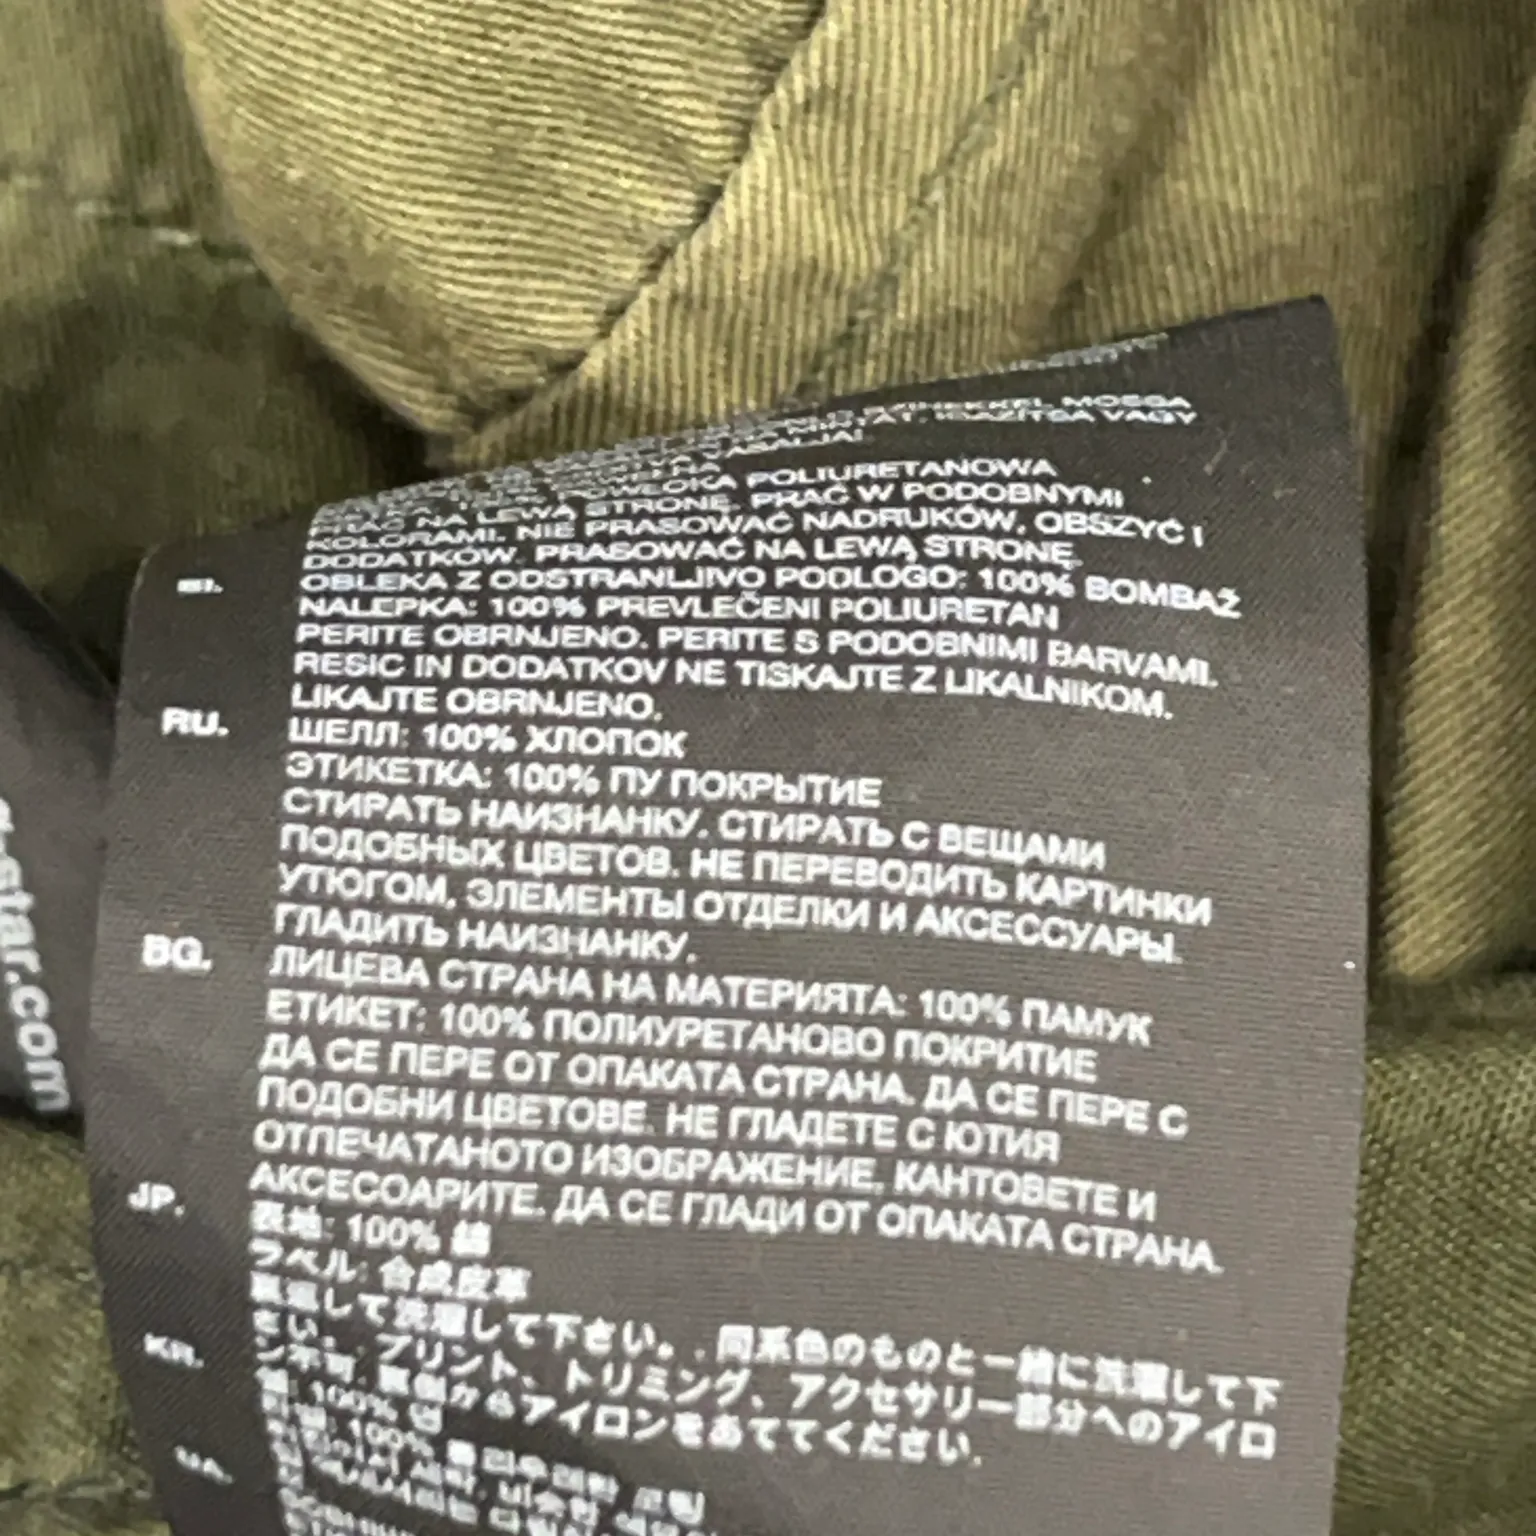 MOSSA
VAGY
POLIURETANOWA
PRAĆ NA LEWĄ STRONĘ. PRAĆ W PODOBNYMI
KOLORAMI. NIE PRASOWAĆ NADRUKÓW, OBSZYĆ I
DODATKÓW. PRASOWAĆ NA LEWĄ STRONĘ.
OBLEKA Z ODSTRANLJIVO PODLOGO: 100% BOMBAŽ
NALEPKA: 100% PREVLEČENI POLIURETAN
PERITE OBRNJENO. PERITE S PODOBNIMI BARVAMI.
RESIC IN DODATKOV NE TISKAJTE Z LIKALNIKOM.
LIKAJTE OBRNJENO.
RU. ШЕЛЛ: 100% ХЛОПОК
ЭТИКЕТКА: 100% ПУ ПОКРЫТИЕ
СТИРАТЬ НАИЗНАНКУ. СТИРАТЬ С ВЕЩАМИ
ПОДОБНЫХ ЦВЕТОВ. НЕ ПЕРЕВОДИТЬ КАРТИНКИ
УТЮГОМ, ЭЛЕМЕНТЫ ОТДЕЛКИ И АКСЕССУАРЫ.
ГЛАДИТЬ НАИЗНАНКУ.
BG. ЛИЦЕВА СТРАНА НА МАТЕРИЯТА: 100% ПАМУК
ЕТИКЕТ: 100% ПОЛИУРЕТАНОВО ПОКРИТИЕ
ДА СЕ ПЕРЕ ОТ ОПАКАТА СТРАНА. ДА СЕ ПЕРЕ С
ПОДОБНИ ЦВЕТОВЕ. НЕ ГЛАДЕТЕ С ЮТИЯ
ОТПЕЧАТАНОТО ИЗОБРАЖЕНИЕ, КАНТОВЕТЕ И
АКСЕСОАРИТЕ. ДА СЕ ГЛАДИ ОТ ОПАКАТА СТРАНА.
JP. 表地: 100% 綿
ラベル: 合成皮革
裏返して洗濯して下さい。. 同系色のものと一緒に洗濯して下
さい。. プリント、トリミング、アクセサリー部分へのアイロ
ン不可. 裏側からアイロンをあててください.
KR. 100% 면
100%
UA.
star.com